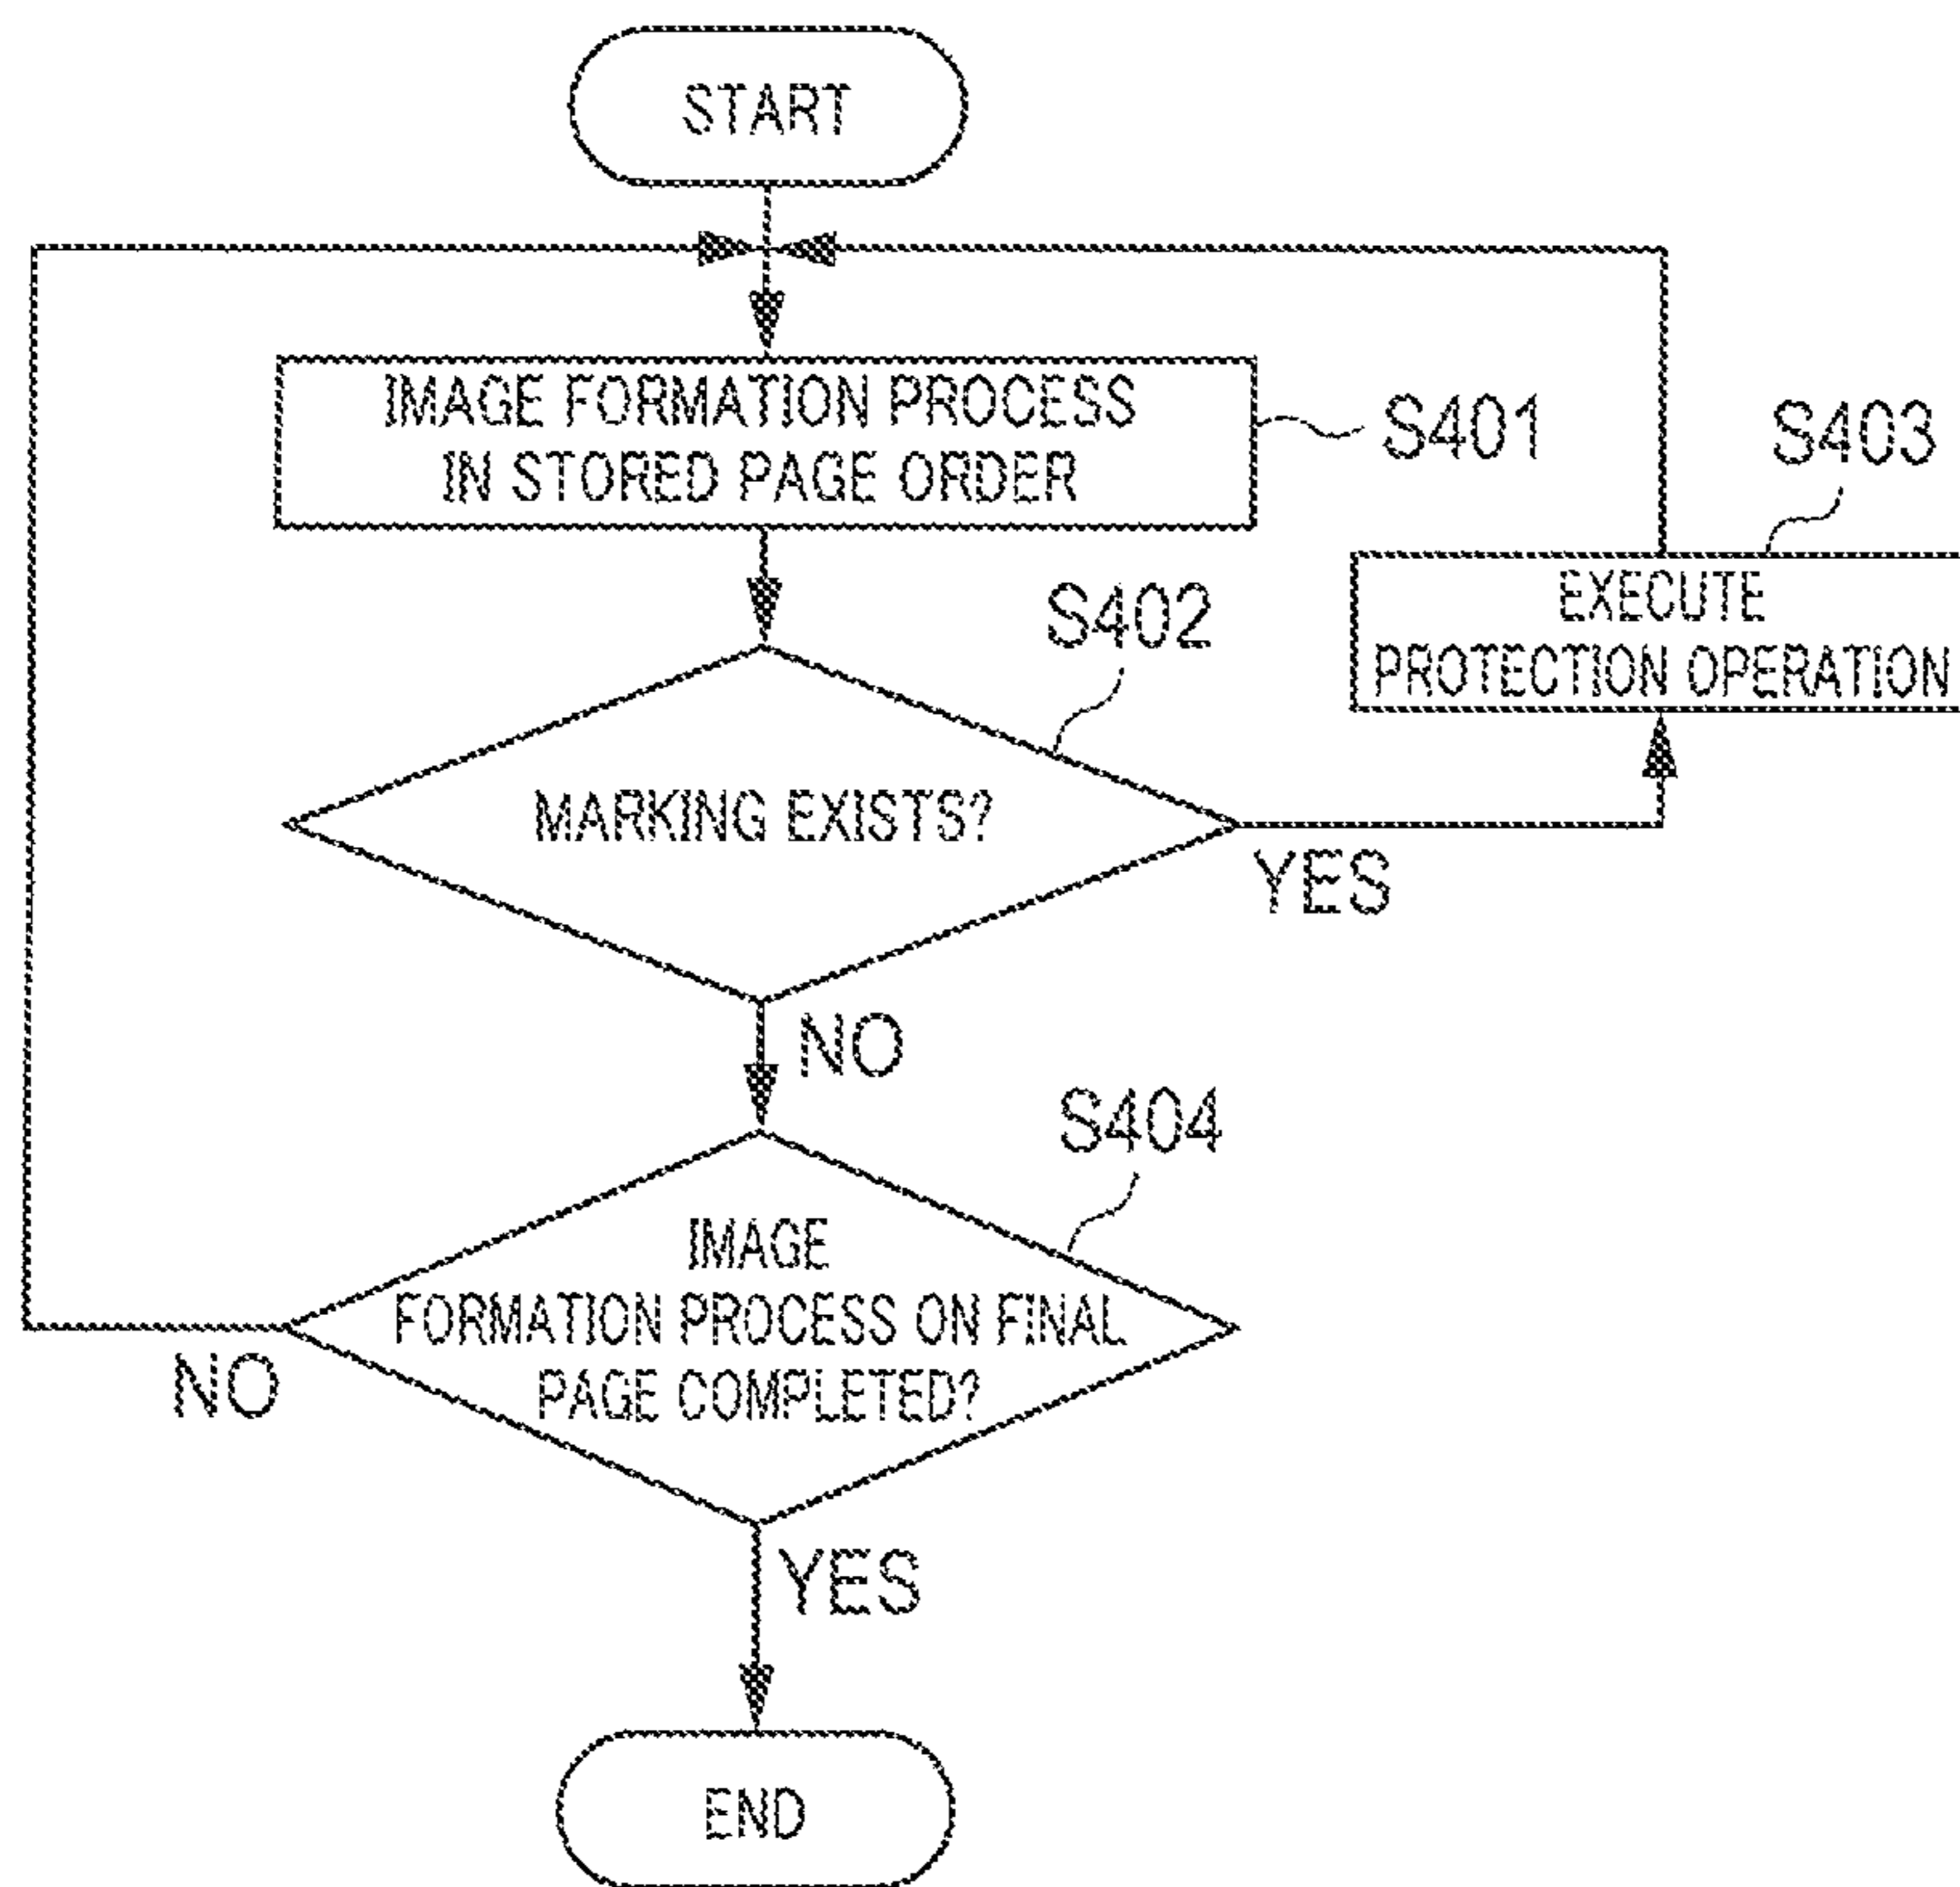 START
IMAGE FORMATION PROCESS
IN STORED PAGE ORDER
S401
S403
EXECUTE
PROTECTION OPERATION
S402
MARKING EXISTS?
YES
NO
S404
IMAGE
FORMATION PROCESS ON FINAL
PAGE COMPLETED?
NO
YES
END